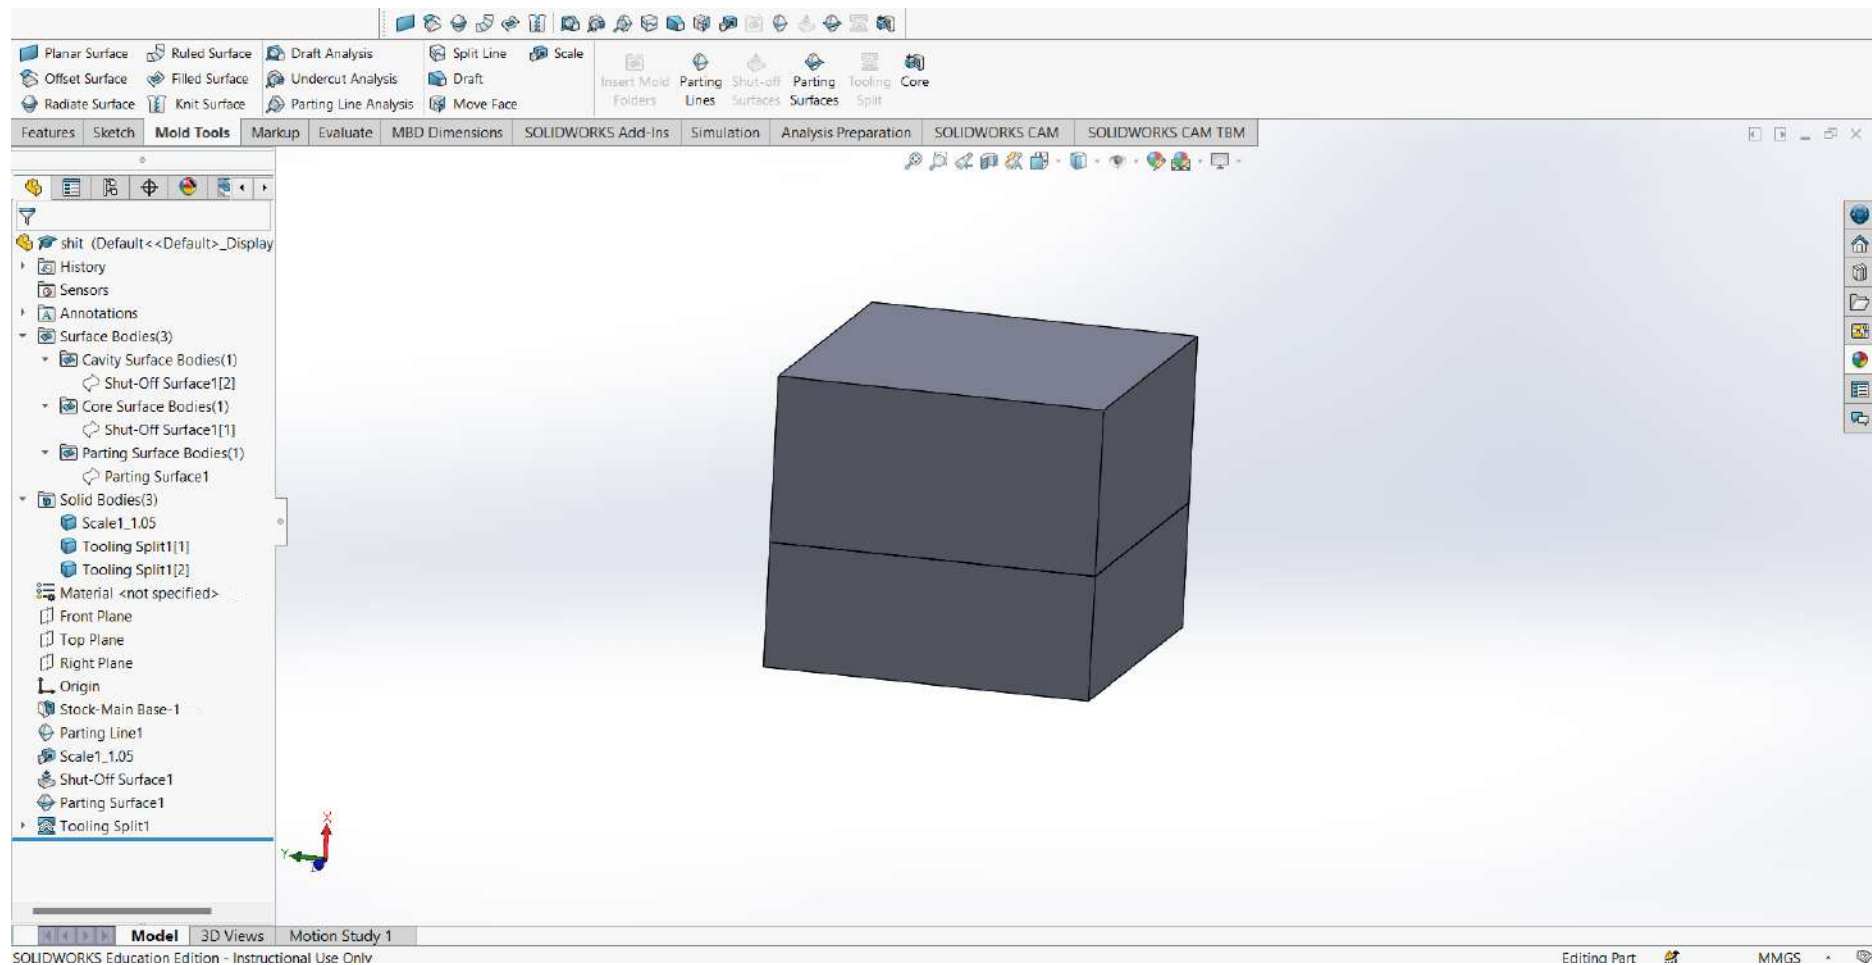 Planar Surface Ruled Surface Draft Analysis Split Line Scale
Offset Surface Filled Surface Undercut Analysis Draft
Insert Mold Folders Parting Lines Shut-off Surfaces Parting Surfaces Tooling Split Core
Radiate Surface Knit Surface Parting Line Analysis Move Face
Features Sketch Mold Tools Markup Evaluate MBD Dimensions SOLIDWORKS Add-Ins Simulation Analysis Preparation SOLIDWORKS CAM SOLIDWORKS CAM TBM
shit (Default<<Default>_Display
History
Sensors
A Annotations
Surface Bodies(3)
Cavity Surface Bodies(1)
Shut-Off Surface1[2]
Core Surface Bodies(1)
Shut-Off Surface1[1]
Parting Surface Bodies(1)
Parting Surface1
Solid Bodies(3)
Scale1_1.05
Tooling Split1[1]
Tooling Split1[2]
Material <not specified>
Front Plane
Top Plane
Right Plane
Origin
Stock-Main Base-1
Parting Line1
Scale1_1.05
Shut-Off Surface1
Parting Surface1
Tooling Split1
X
Y
Model 3D Views Motion Study 1
SOLIDWORKS Education Edition - Instructional Use Only Editing Part MMGS